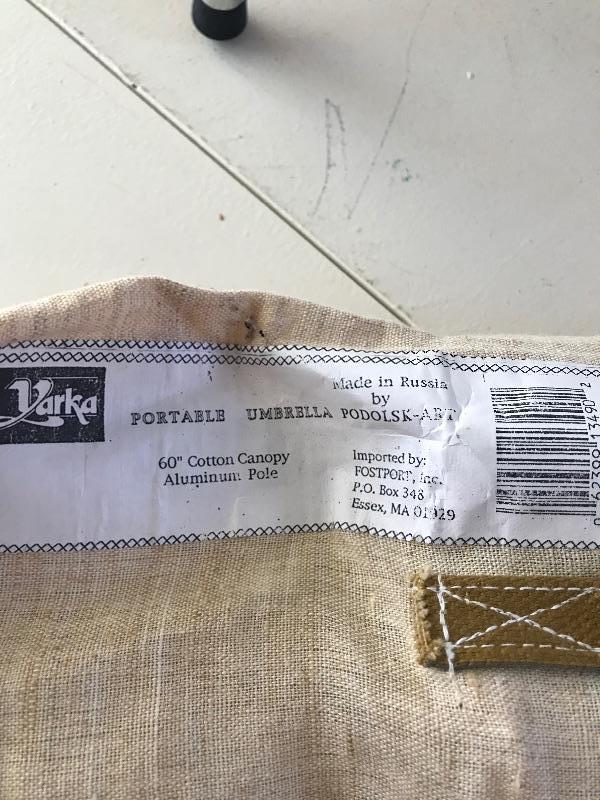 Yarka
PORTABLE UMBRELLA
60" Cotton Canopy
Aluminum Pole
Made in Russia
by
PODOLSK-ART
Imported by:
FOSTPORT, Inc.
P.O. Box 348
Essex, MA 01929